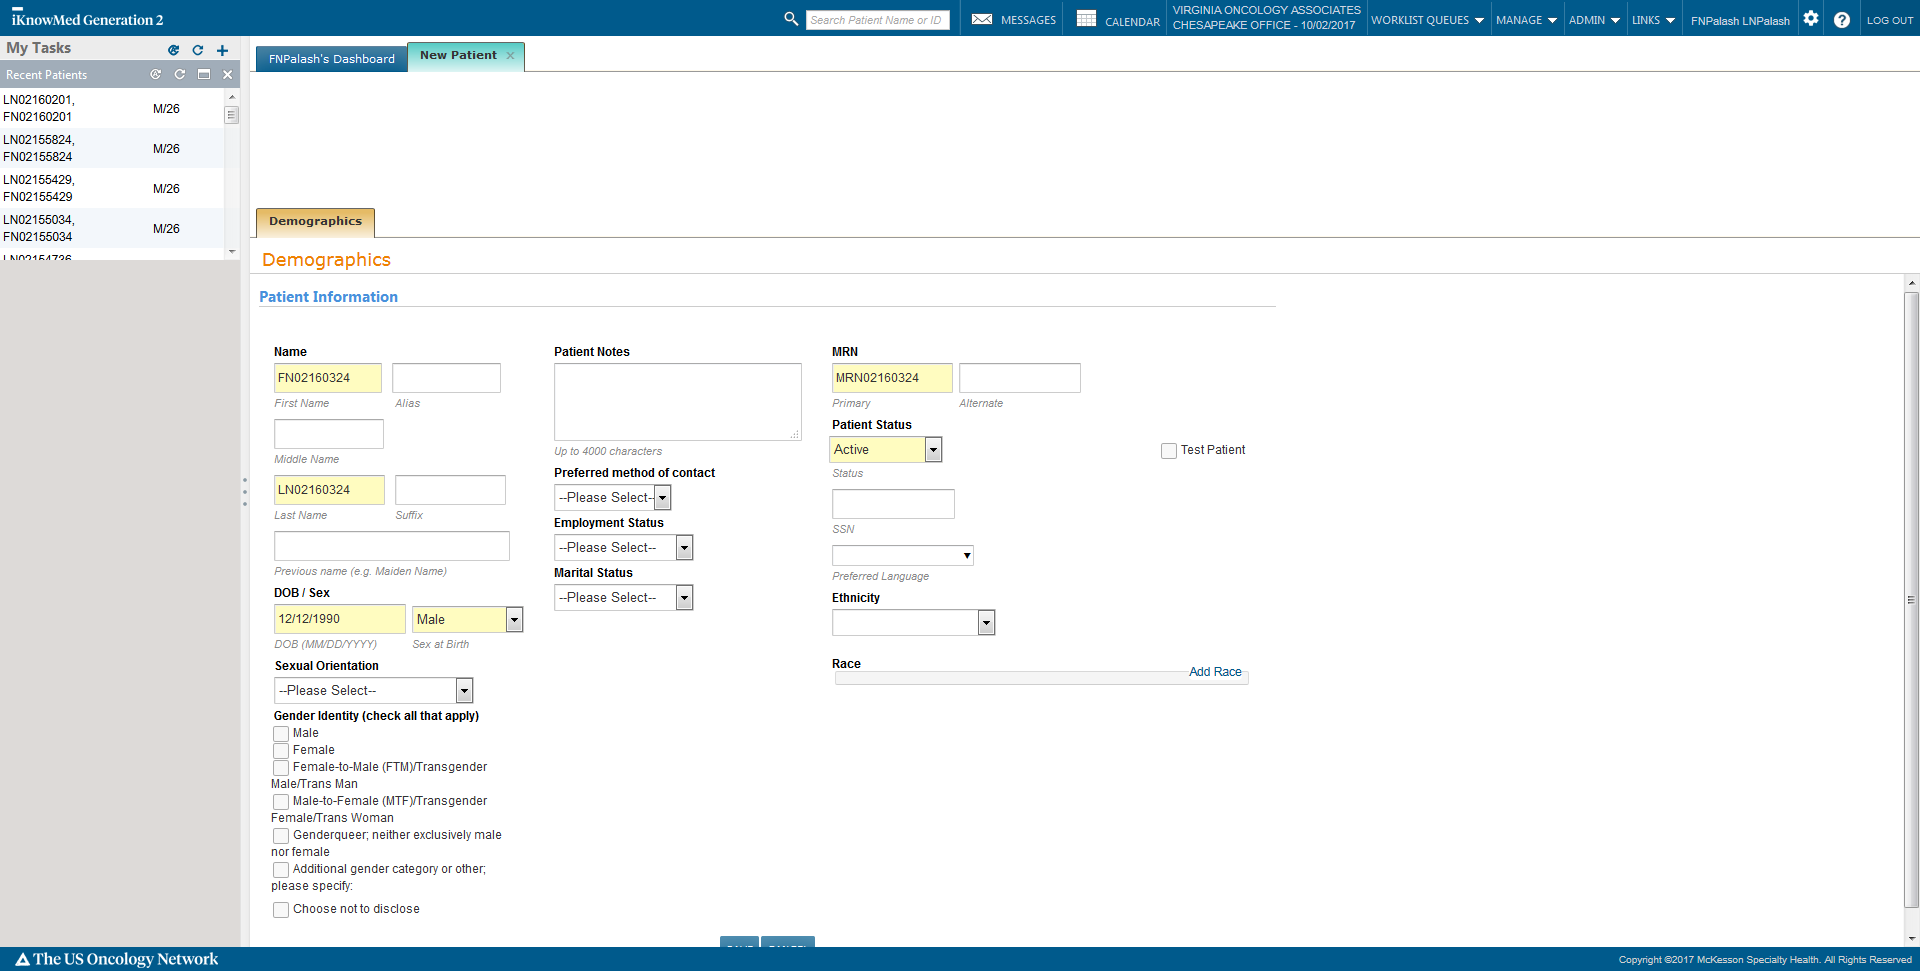 iKnowMed Generation 2
Search Patient Name or ID
MESSAGES
CALENDAR
VIRGINIA ONCOLOGY ASSOCIATES
CHESAPEAKE OFFICE - 10/02/2017
WORKLIST QUEUES
MANAGE
ADMIN
LINKS
FNPalash LNPalash
LOG OUT
My Tasks
Recent Patients
LN02160201,
FN02160201
M/26
LN02155824,
FN02155824
M/26
LN02155429,
FN02155429
M/26
LN02155034,
FN02155034
M/26
LN02154736,
FNPalash's Dashboard
New Patient
Demographics
Demographics
Patient Information
Name
FN02160324
First Name
Alias
Middle Name
LN02160324
Last Name
Suffix
Previous name (e.g. Maiden Name)
DOB / Sex
12/12/1990
Male
DOB (MM/DD/YYYY)
Sex at Birth
Sexual Orientation
--Please Select--
Gender Identity (check all that apply)
Male
Female
Female-to-Male (FTM)/Transgender
Male/Trans Man
Male-to-Female (MTF)/Transgender
Female/Trans Woman
Genderqueer; neither exclusively male
nor female
Additional gender category or other;
please specify:
Choose not to disclose
Patient Notes
Up to 4000 characters
Preferred method of contact
--Please Select--
Employment Status
--Please Select--
Marital Status
--Please Select--
MRN
MRN02160324
Primary
Alternate
Patient Status
Active
Status
Test Patient
SSN
Preferred Language
Ethnicity
Race
Add Race
SAVE
CANCEL
The US Oncology Network
Copyright ©2017 McKesson Specialty Health. All Rights Reserved